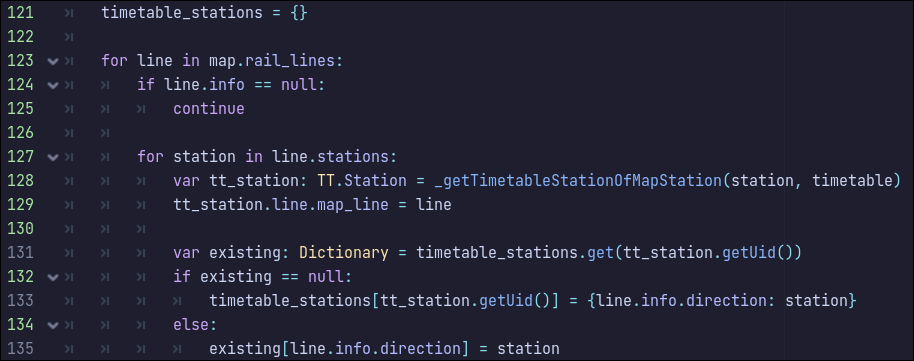 121 timetable_stations = {}
122
123 for line in map.rail_lines:
124 if line.info == null:
125 continue
126
127 for station in line.stations:
128 var tt_station: TT.Station = _getTimetableStationOfMapStation(station, timetable)
129 tt_station.line.map_line = line
130
131 var existing: Dictionary = timetable_stations.get(tt_station.getUid())
132 if existing == null:
133 timetable_stations[tt_station.getUid()] = {line.info.direction: station}
134 else:
135 existing[line.info.direction] = station